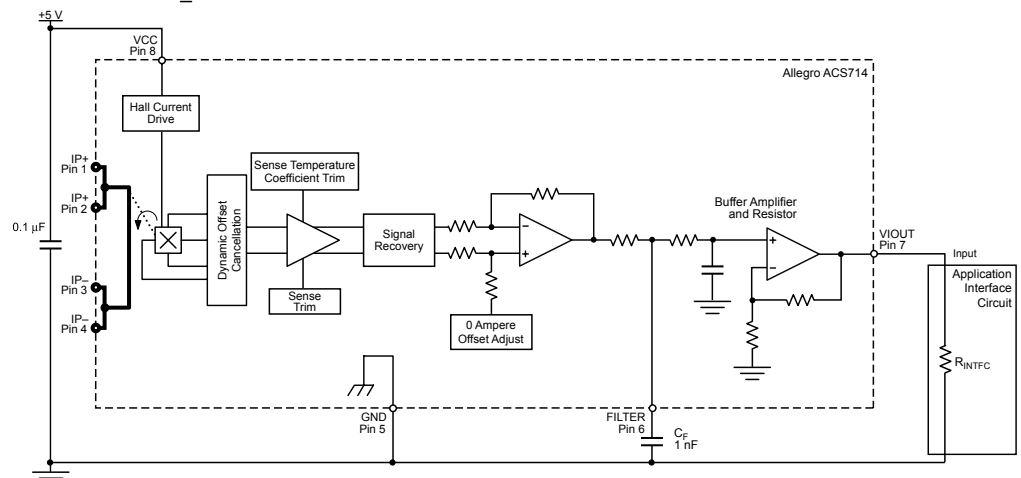 +5 V
VCC
Pin 8
Allegro ACS714
Hall Current
Drive
IP+
Pin 1
IP+
Pin 2
IP–
Pin 3
IP–
Pin 4
0.1 µF
Dynamic Offset
Cancellation
Sense Temperature
Coefficient Trim
Sense
Trim
Signal
Recovery
0 Ampere
Offset Adjust
Buffer Amplifier
and Resistor
VIOUT
Pin 7
Input
Application
Interface
Circuit
RINTFC
GND
Pin 5
FILTER
Pin 6
CF
1 nF
−
+
+
−